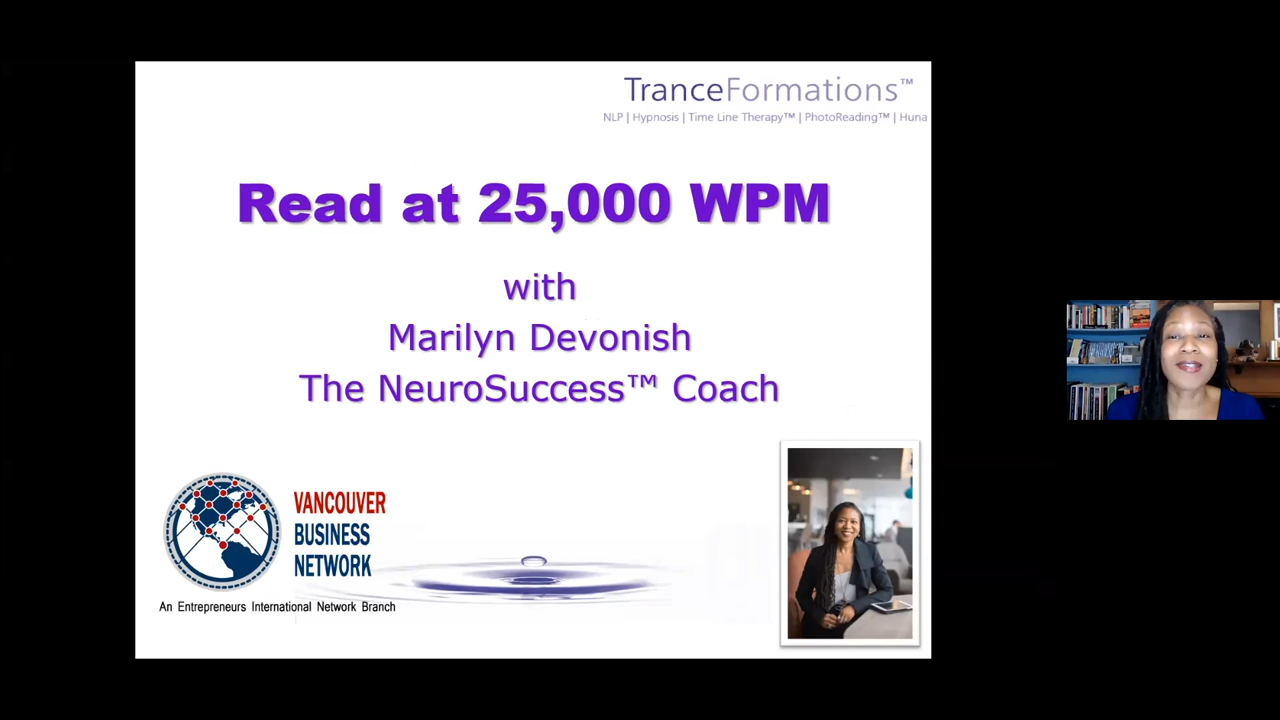 TranceFormations™
NLP | Hypnosis | Time Line Therapy™ | PhotoReading™ | Huna
Read at 25,000 WPM
with
Marilyn Devonish
The NeuroSuccess™ Coach
VANCOUVER
BUSINESS
NETWORK
An Entrepreneurs International Network Branch